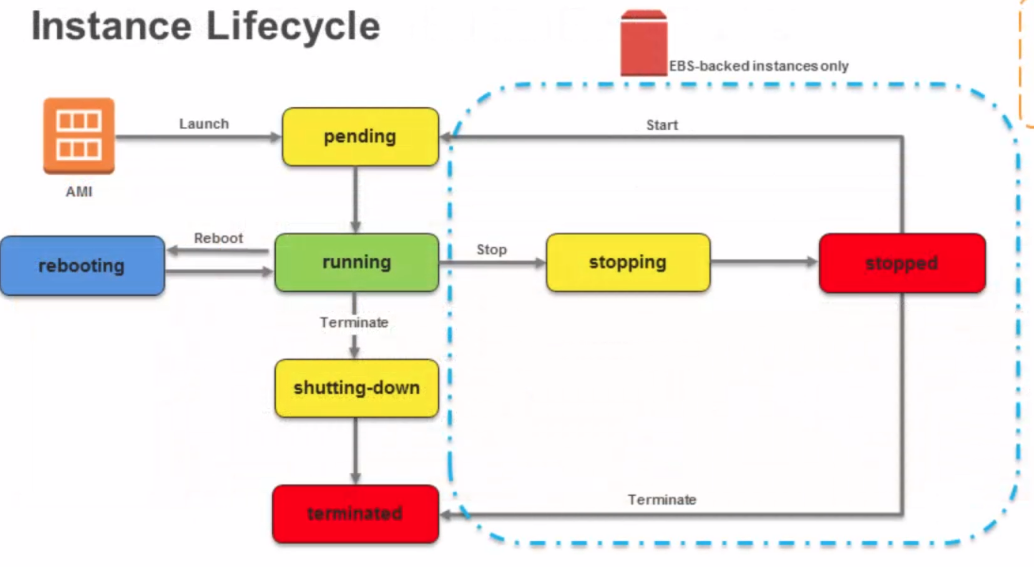 Instance Lifecycle
EBS-backed instances only
Launch
pending
Start
AMI
rebooting
Reboot
running
Stop
stopping
stopped
Terminate
shutting-down
terminated
Terminate